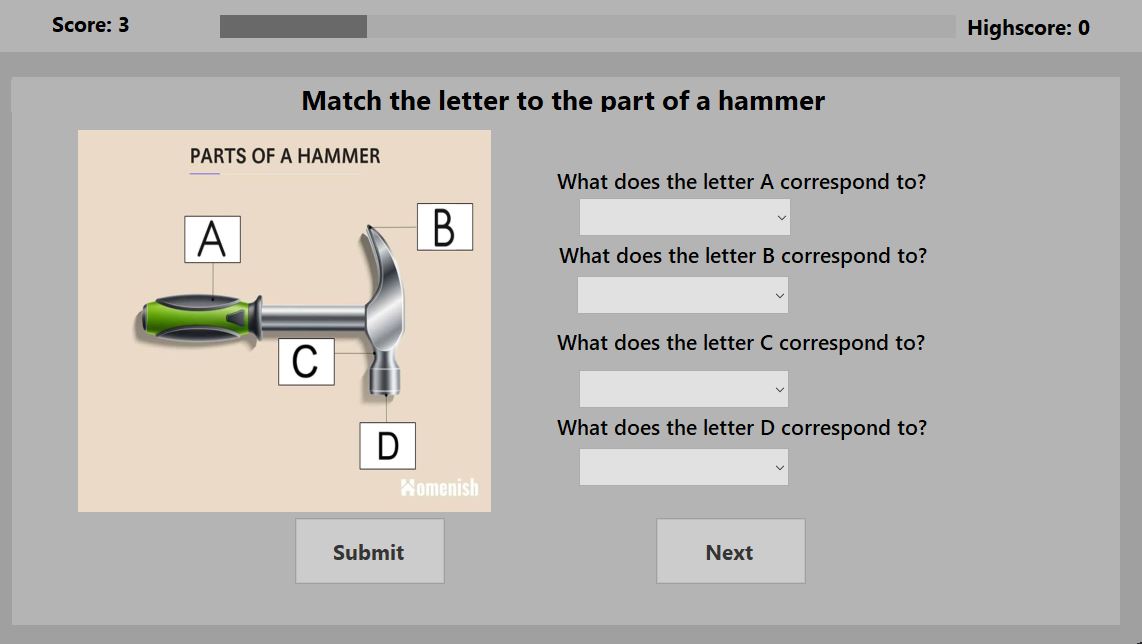 Score: 3
Highscore: 0
Match the letter to the part of a hammer
PARTS OF A HAMMER
A
B
C
D
Homenish
What does the letter A correspond to?
What does the letter B correspond to?
What does the letter C correspond to?
What does the letter D correspond to?
Submit
Next